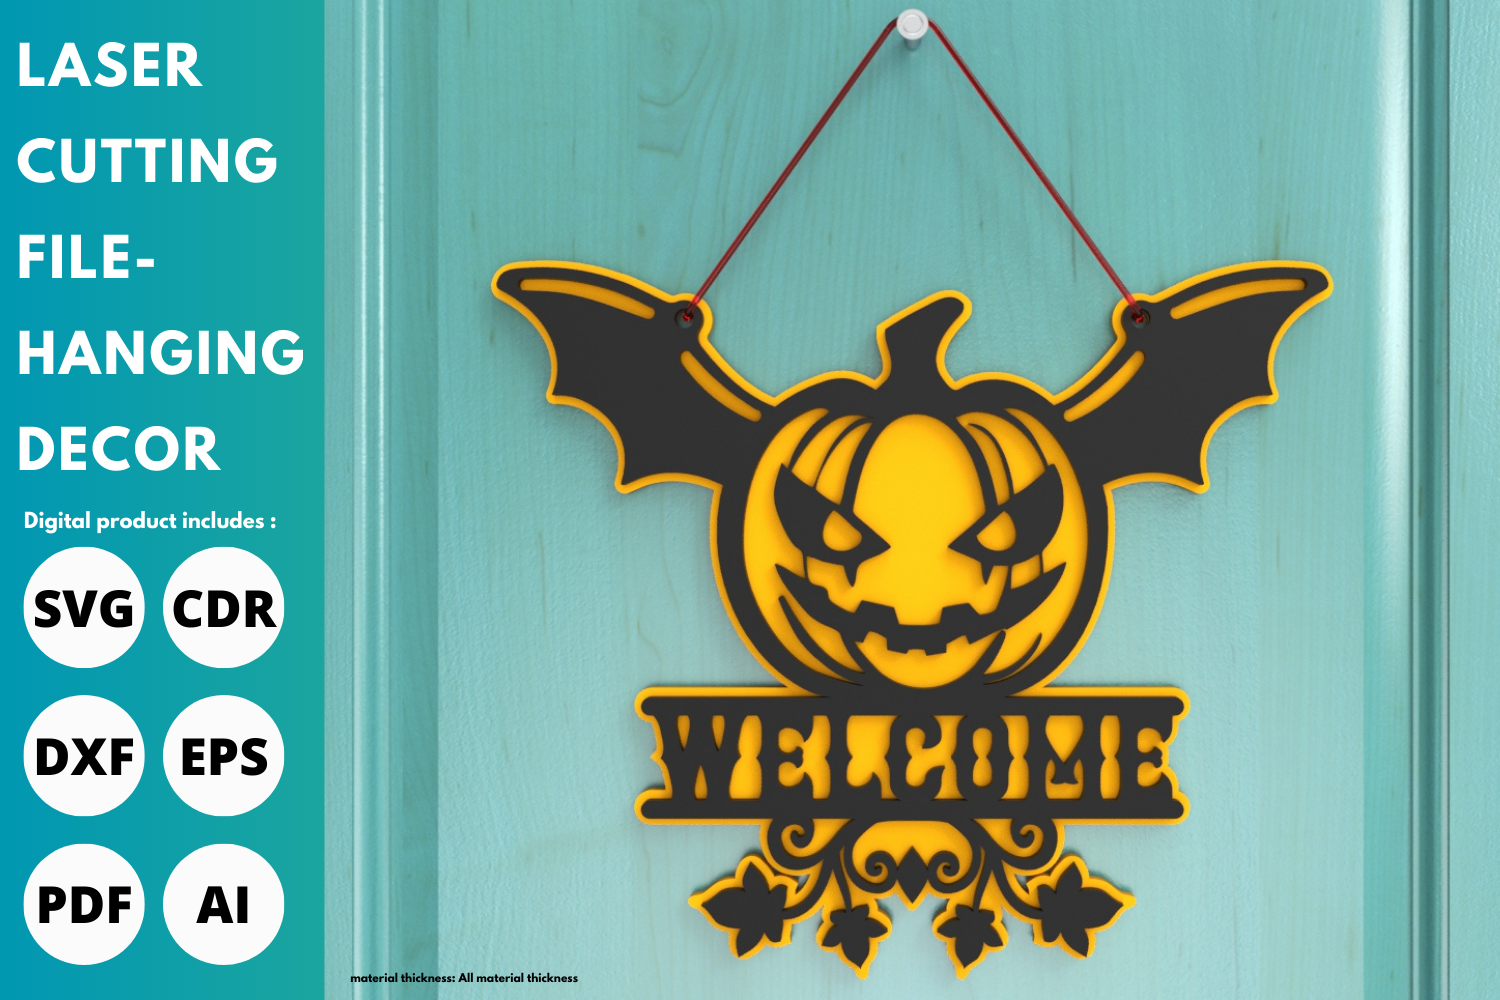 LASER
CUTTING
FILE-
HANGING
DECOR
Digital product includes :
SVG CDR
DXF EPS
PDF AI
WELCOME
material thickness: All material thickness